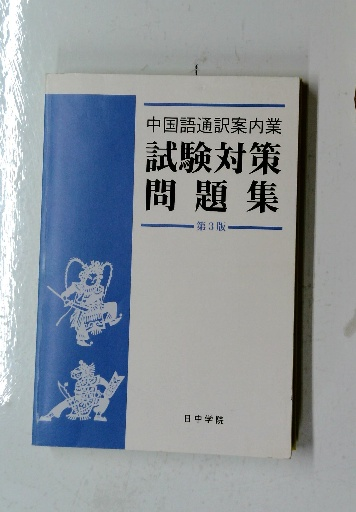 中国語通訳案内業
試験対策
問題集
第3版
日中学院